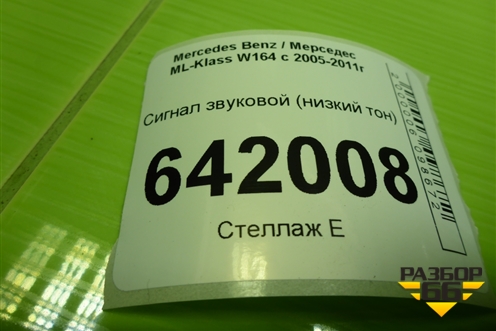 Mercedes Benz / Мерседес
ML-Klass W164 с 2005-2011г
Сигнал звуковой (низкий тон)
642008
Стеллаж Е
РАЗБОР
66